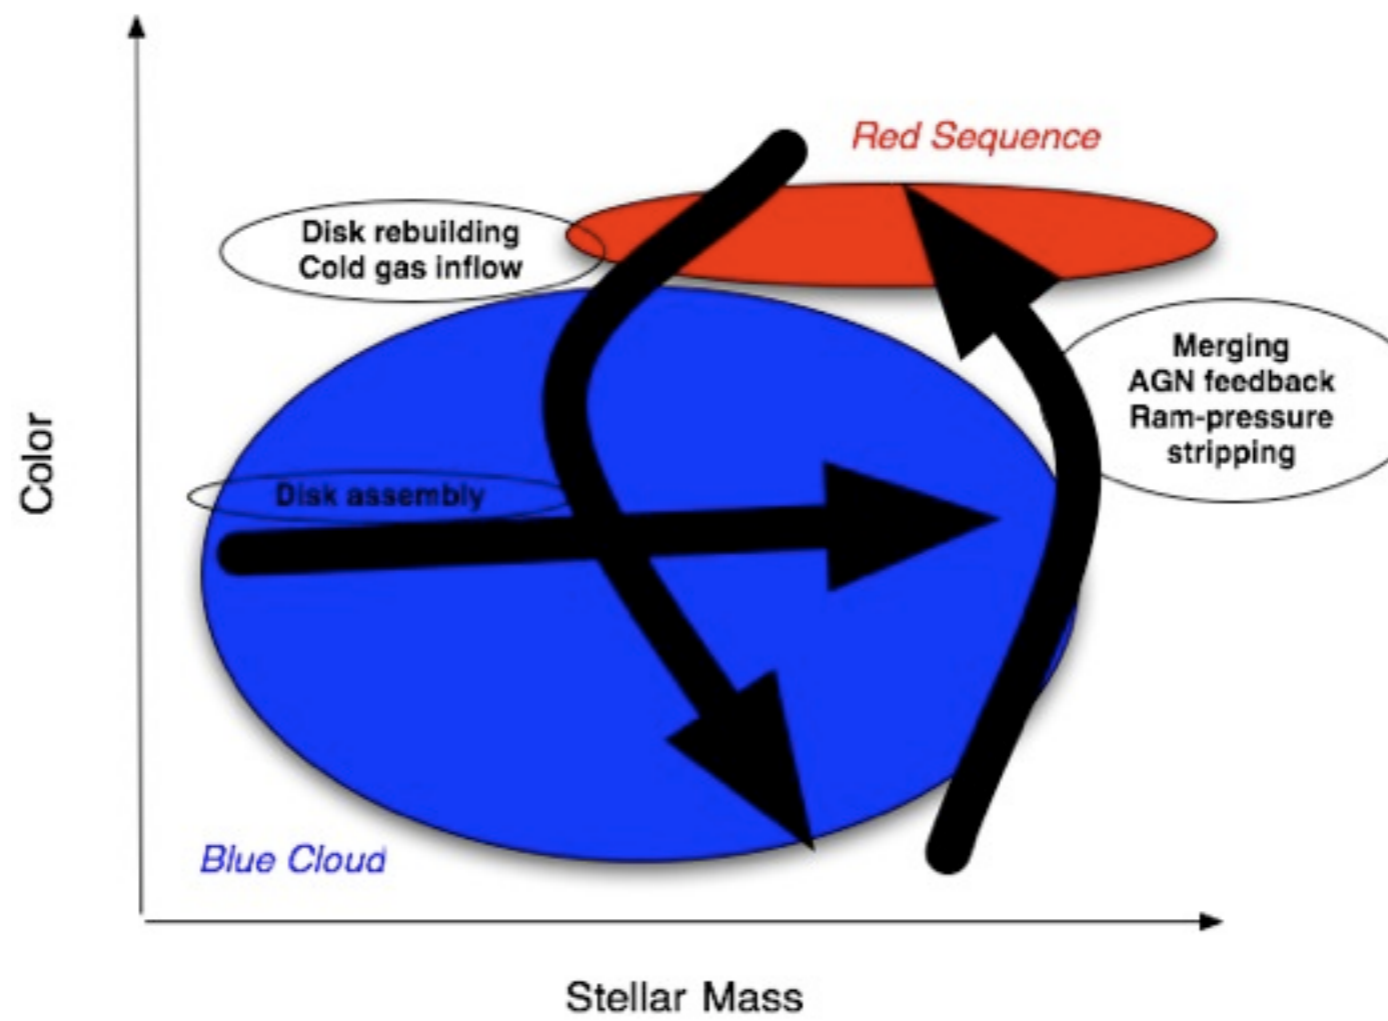 Red Sequence
Disk rebuilding
Cold gas inflow
Merging
AGN feedback
Ram-pressure
stripping
Color
Disk assembly
Blue Cloud
Stellar Mass